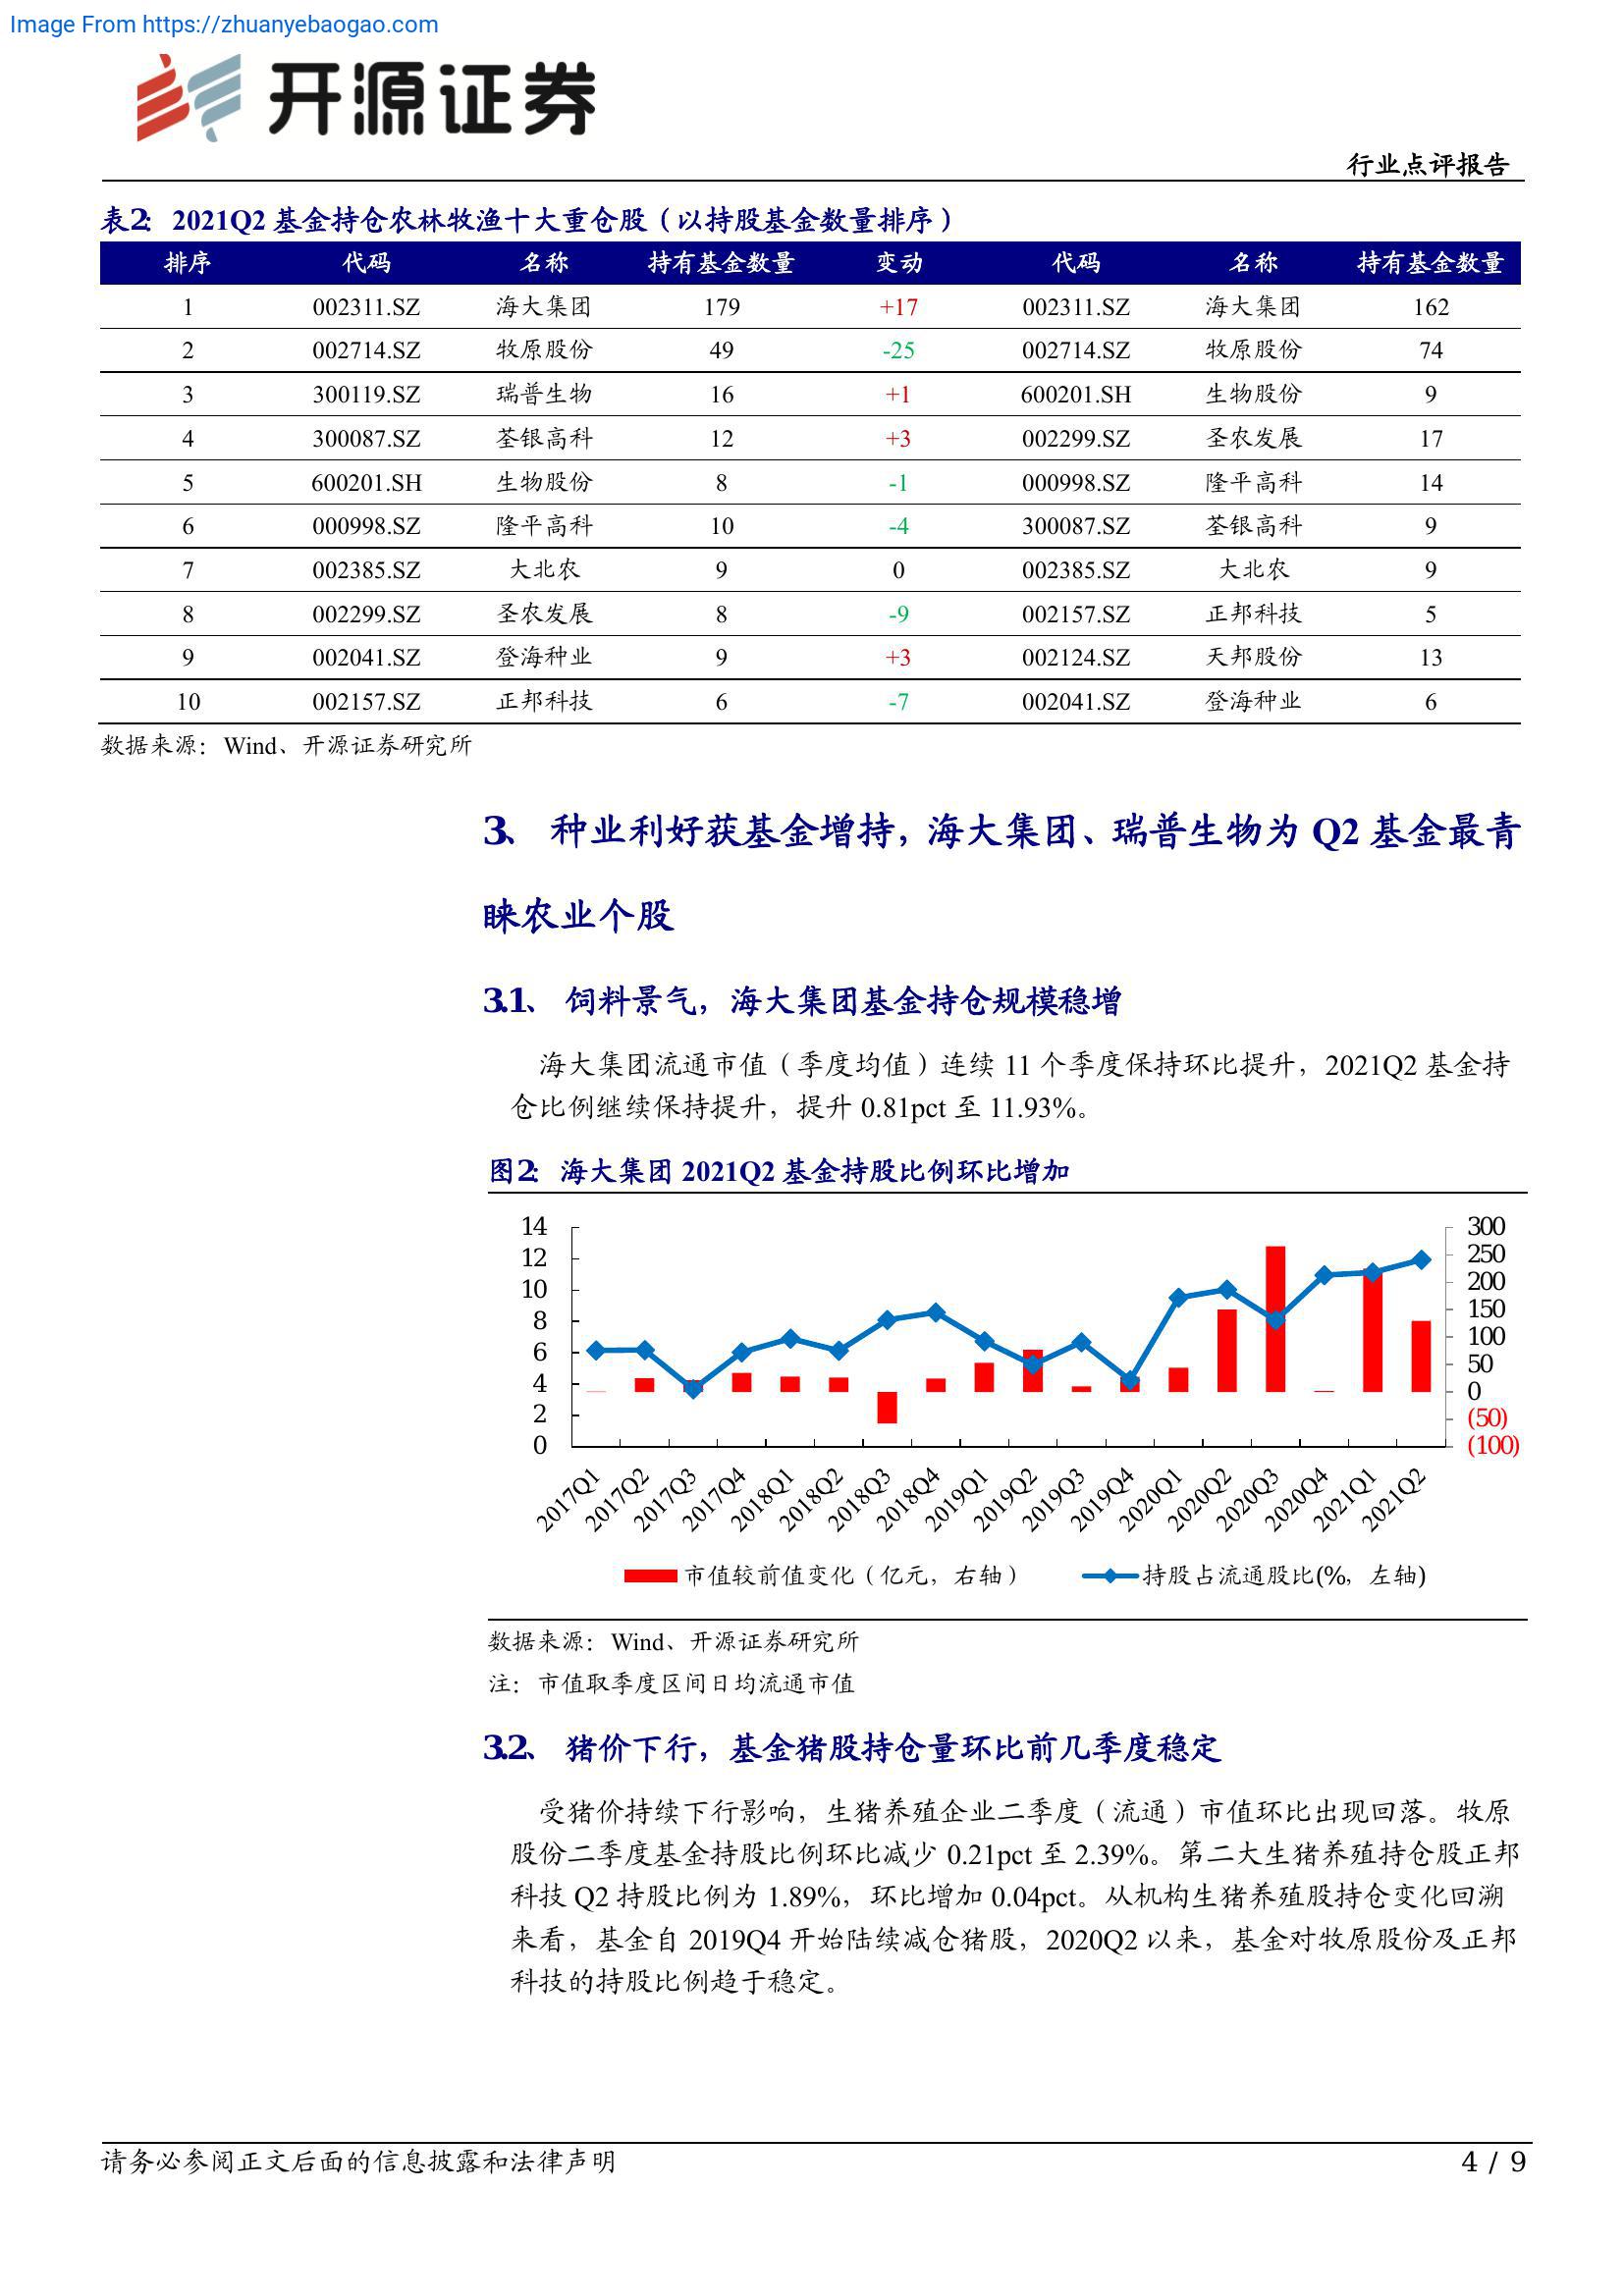 Image From https://zhuanyebaogao.com
开源证券
行业点评报告
表2： 2021Q2 基金持仓农林牧渔十大重仓股（以持股基金数量排序）
排序 代码 名称 持有基金数量 变动 代码 名称 持有基金数量
1 002311.SZ 海大集团 179 +17 002311.SZ 海大集团 162
2 002714.SZ 牧原股份 49 -25 002714.SZ 牧原股份 74
3 300119.SZ 瑞普生物 16 +1 600201.SH 生物股份 9
4 300087.SZ 荃银高科 12 +3 002299.SZ 圣农发展 17
5 600201.SH 生物股份 8 -1 000998.SZ 隆平高科 14
6 000998.SZ 隆平高科 10 -4 300087.SZ 荃银高科 9
7 002385.SZ 大北农 9 0 002385.SZ 大北农 9
8 002299.SZ 圣农发展 8 -9 002157.SZ 正邦科技 5
9 002041.SZ 登海种业 9 +3 002124.SZ 天邦股份 13
10 002157.SZ 正邦科技 6 -7 002041.SZ 登海种业 6
数据来源：Wind、开源证券研究所
3、 种业利好获基金增持，海大集团、瑞普生物为 Q2 基金最青
睐农业个股
3.1、 饲料景气，海大集团基金持仓规模稳增
海大集团流通市值（季度均值）连续 11 个季度保持环比提升，2021Q2 基金持
仓比例继续保持提升，提升 0.81pct 至 11.93%。
图2： 海大集团 2021Q2 基金持股比例环比增加
14 300
12 250
10 200
8 150
6 100
4 50
2 0
0 (50)
(100)
2017Q1 2017Q2 2017Q3 2017Q4 2018Q1 2018Q2 2018Q3 2018Q4 2019Q1 2019Q2 2019Q3 2019Q4 2020Q1 2020Q2 2020Q3 2020Q4 2021Q1 2021Q2
市值较前值变化（亿元，右轴） 持股占流通股比(%，左轴)
数据来源：Wind、开源证券研究所
注：市值取季度区间日均流通市值
3.2、 猪价下行，基金猪股持仓量环比前几季度稳定
受猪价持续下行影响，生猪养殖企业二季度（流通）市值环比出现回落。牧原
股份二季度基金持股比例环比减少 0.21pct 至 2.39%。第二大生猪养殖持仓股正邦
科技 Q2 持股比例为 1.89%，环比增加 0.04pct。从机构生猪养殖股持仓变化回溯
来看，基金自 2019Q4 开始陆续减仓猪股，2020Q2 以来，基金对牧原股份及正邦
科技的持股比例趋于稳定。
请务必参阅正文后面的信息披露和法律声明
4 / 9